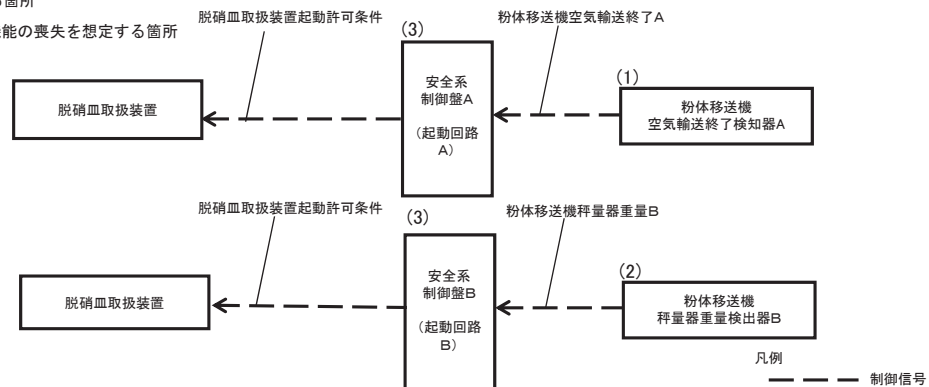 る箇所
機能の喪失を想定する箇所
脱硝皿取扱装置起動許可条件
粉体移送機空気輸送終了A
(3)
安全系
制御盤A
(起動回路
A)
(1)
脱硝皿取扱装置
粉体移送機
空気輸送終了検知器A
脱硝皿取扱装置起動許可条件
粉体移送機秤量器重量B
(3)
安全系
制御盤B
(起動回路
B)
(2)
脱硝皿取扱装置
粉体移送機
秤量器重量検出器B
凡例
制御信号